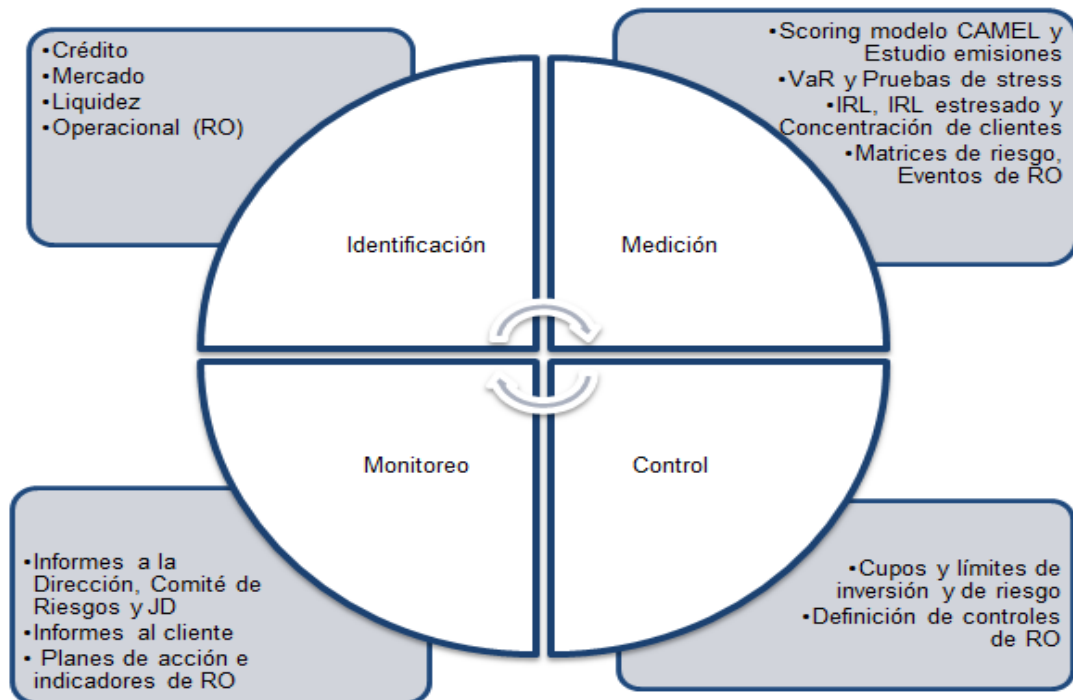 •Crédito
•Mercado
•Liquidez
•Operacional (RO)
•Scoring modelo CAMEL y
Estudio emisiones
•VaR y Pruebas de stress
•IRL, IRL estresado y
Concentración de clientes
•Matrices de riesgo,
Eventos de RO
Identificación
Medición
Monitoreo
Control
•Informes a la
Dirección, Comité de
Riesgos y JD
•Informes al cliente
• Planes de acción e
indicadores de RO
•Cupos y límites de
inversión y de riesgo
•Definición de controles
de RO